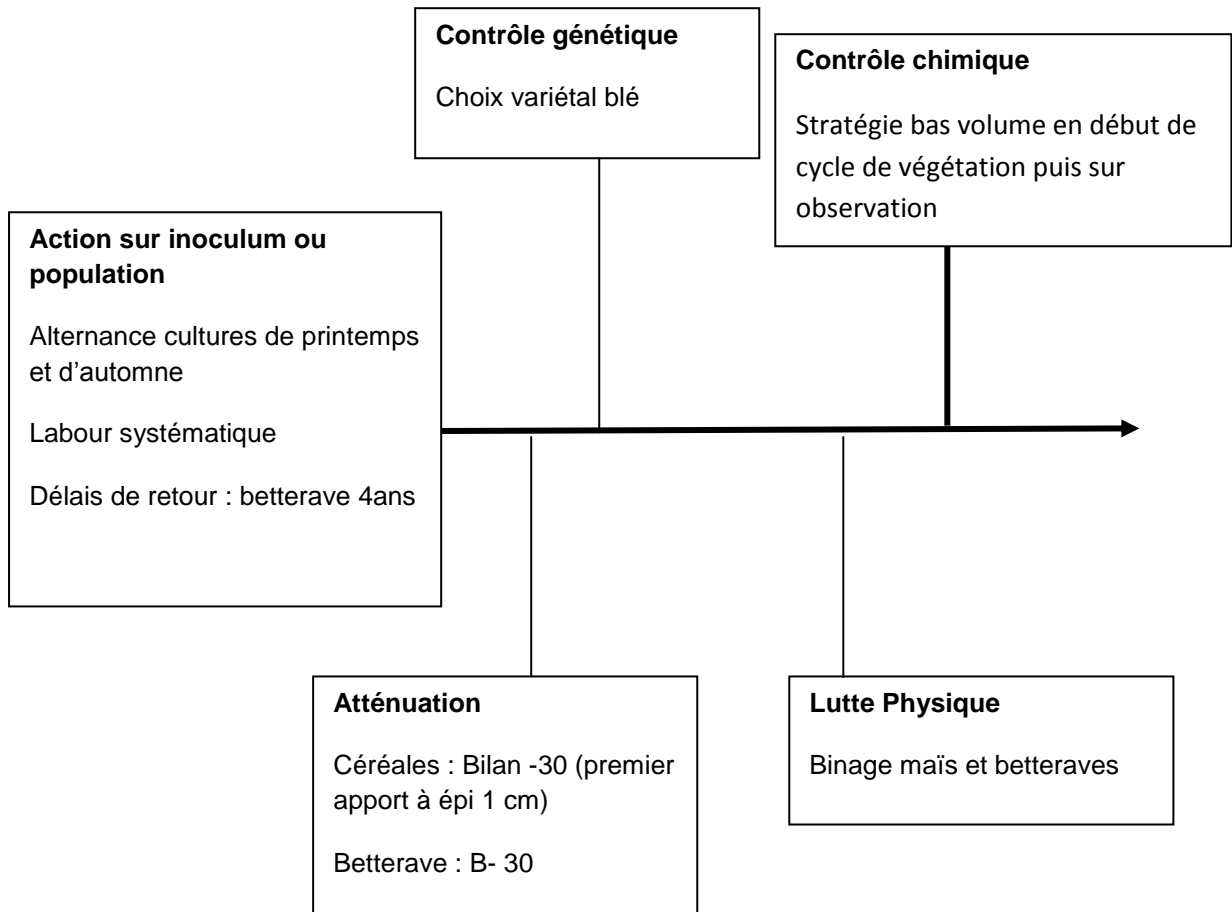 Contrôle génétique
Choix variétal blé
Contrôle chimique
Stratégie bas volume en début de
cycle de végétation puis sur
observation
Action sur inoculum ou
population
Alternance cultures de printemps
et d’automne
Labour systématique
Délais de retour : betterave 4ans
Atténuation
Céréales : Bilan -30 (premier
apport à épi 1 cm)
Betterave : B- 30
Lutte Physique
Binage maïs et betteraves